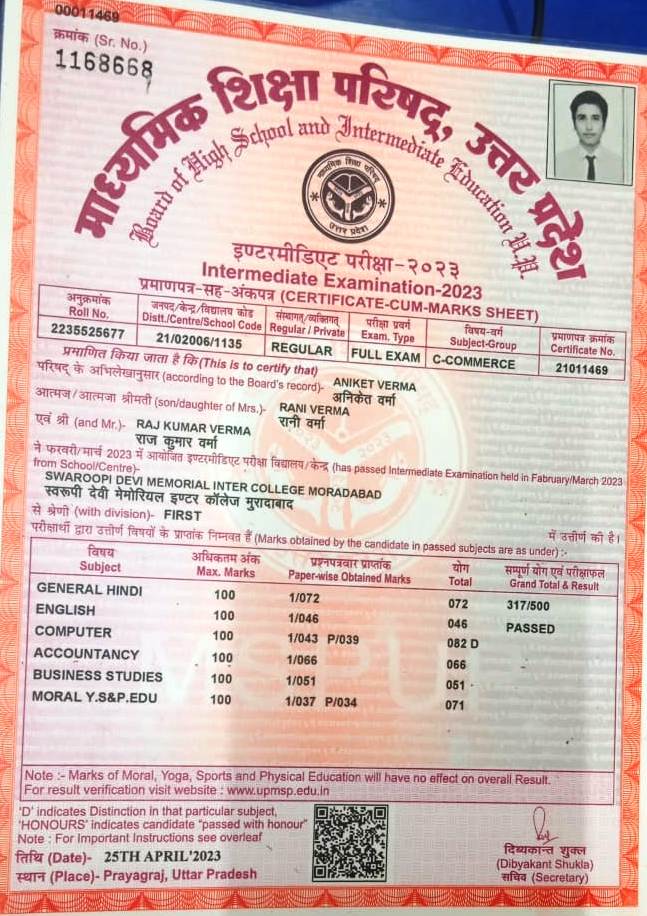 00011469
क्रमांक (Sr. No.)
1168668
माध्यमिक शिक्षा परिषद्, उत्तर प्रदेश
Board of High School and Intermediate Education U.P.
माध्यमिक शिक्षा परिषद
उत्तर प्रदेश
इण्टरमीडिएट परीक्षा-२०२३
Intermediate Examination-2023
प्रमाणपत्र-सह-अंकपत्र (CERTIFICATE-CUM-MARKS SHEET)
अनुक्रमांक जनपद/केन्द्र/विद्यालय कोड संस्थागत/व्यक्तिगत परीक्षा प्रवर्ग विषय-वर्ग प्रमाणपत्र क्रमांक
Roll No. Distt./Centre/School Code Regular / Private Exam. Type Subject-Group Certificate No.
2235525677 21/02006/1135 REGULAR FULL EXAM C-COMMERCE 21011469
प्रमाणित किया जाता है कि(This is to certify that)
परिषद् के अभिलेखानुसार (according to the Board's record)- ANIKET VERMA
अनिकेत वर्मा
आत्मज/आत्मजा श्रीमती (son/daughter of Mrs.)- RANI VERMA
रानी वर्मा
एवं श्री (and Mr.)- RAJ KUMAR VERMA
राज कुमार वर्मा
ने फरवरी/मार्च 2023 में आयोजित इण्टरमीडिएट परीक्षा विद्यालय/केन्द्र (has passed Intermediate Examination held in Fabruary/March 2023
from School/Centre)-
SWAROOPI DEVI MEMORIAL INTER COLLEGE MORADABAD
स्वरूपी देवी मेमोरियल इण्टर कॉलेज मुरादाबाद
से श्रेणी (with division)- FIRST में उत्तीर्ण की है।
परीक्षार्थी द्वारा उत्तीर्ण विषयों के प्राप्तांक निम्नवत हैं (Marks obtained by the candidate in passed subjects are as under) :-
विषय अधिकतम अंक प्रश्नपत्रवार प्राप्तांक योग सम्पूर्ण योग एवं परीक्षाफल
Subject Max. Marks Paper-wise Obtained Marks Total Grand Total & Result
GENERAL HINDI 100 1/072 072 317/500
ENGLISH 100 1/046 046 PASSED
COMPUTER 100 1/043 P/039 082 D
ACCOUNTANCY 100 1/066 066
BUSINESS STUDIES 100 1/051 051
MORAL Y.S&P.EDU 100 1/037 P/034 071
Note :- Marks of Moral, Yoga, Sports and Physical Education will have no effect on overall Result.
For result verification visit website : www.upmsp.edu.in
'D' indicates Distinction in that particular subject,
'HONOURS' indicates candidate "passed with honour"
Note : For Important Instructions see overleaf
तिथि (Date)- 25TH APRIL'2023
स्थान (Place)- Prayagraj, Uttar Pradesh
दिब्यकान्त शुक्ल
(Dibyakant Shukla)
सचिव (Secretary)